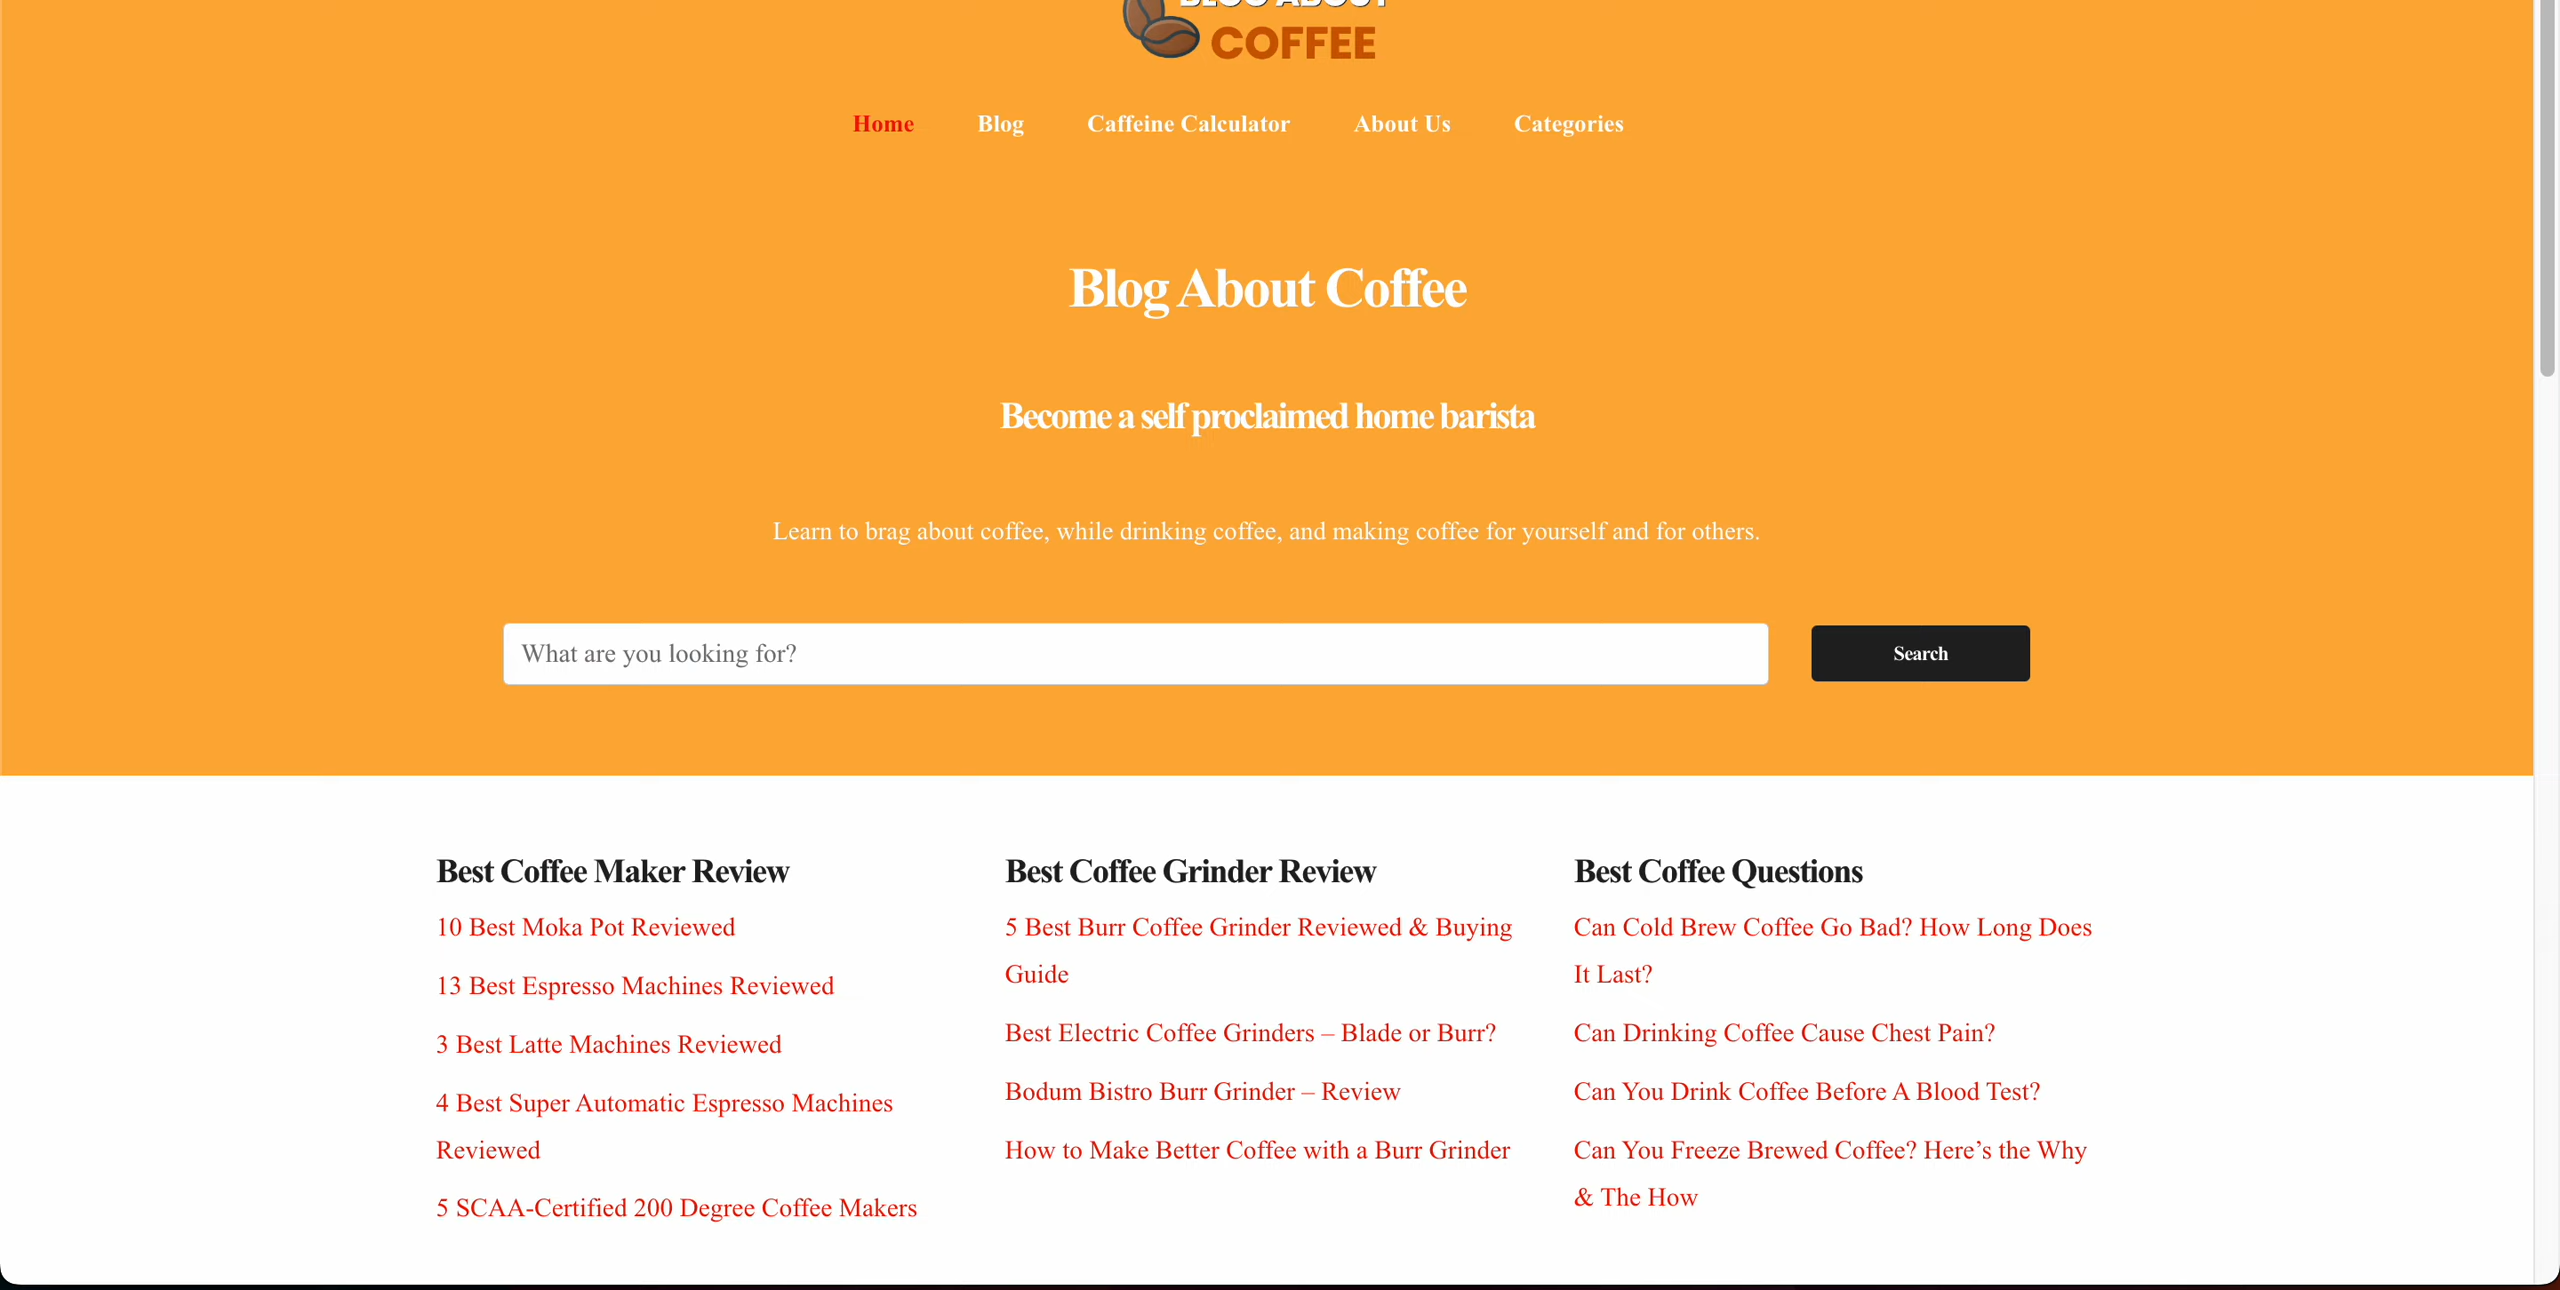 BLOG ABOUT
COFFEE
Home Blog Caffeine Calculator About Us Categories
Blog About Coffee
Become a self proclaimed home barista
Learn to brag about coffee, while drinking coffee, and making coffee for yourself and for others.
What are you looking for? Search
Best Coffee Maker Review
10 Best Moka Pot Reviewed
13 Best Espresso Machines Reviewed
3 Best Latte Machines Reviewed
4 Best Super Automatic Espresso Machines
Reviewed
5 SCAA-Certified 200 Degree Coffee Makers
Best Coffee Grinder Review
5 Best Burr Coffee Grinder Reviewed & Buying
Guide
Best Electric Coffee Grinders – Blade or Burr?
Bodum Bistro Burr Grinder – Review
How to Make Better Coffee with a Burr Grinder
Best Coffee Questions
Can Cold Brew Coffee Go Bad? How Long Does
It Last?
Can Drinking Coffee Cause Chest Pain?
Can You Drink Coffee Before A Blood Test?
Can You Freeze Brewed Coffee? Here’s the Why
& The How